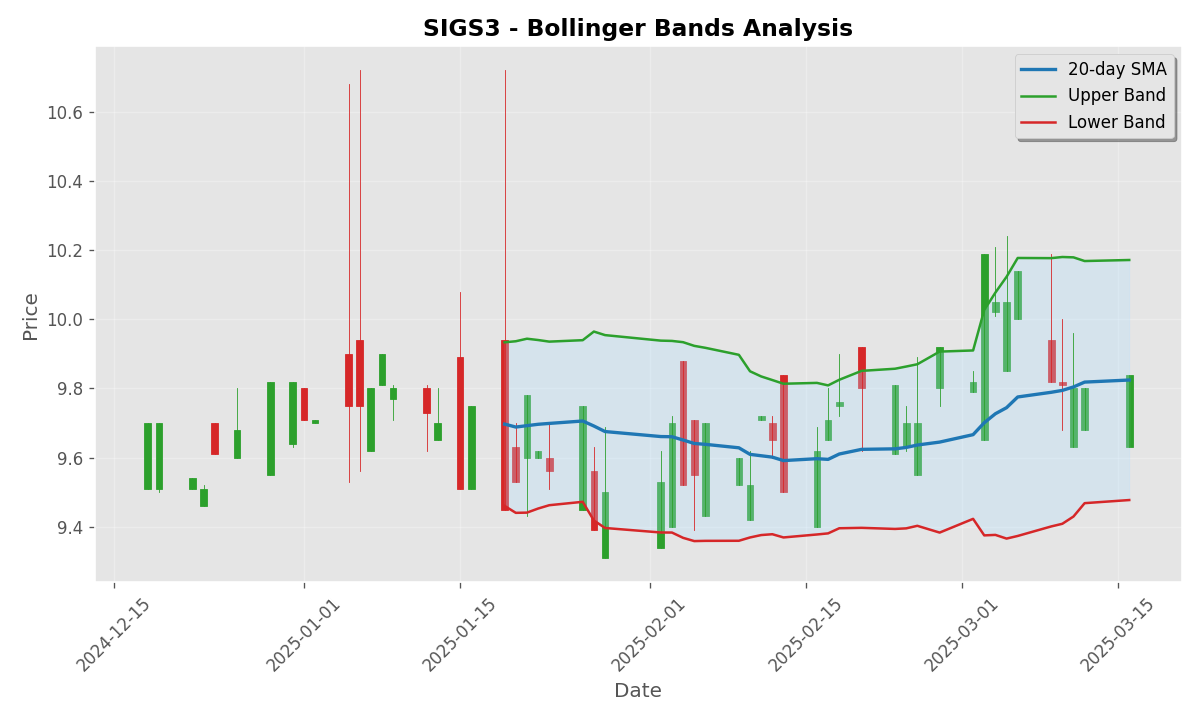 SIGS3 - Bollinger Bands Analysis
20-day SMA
Upper Band
Lower Band
Price
10.6
10.4
10.2
10.0
9.8
9.6
9.4
2024-12-15
2025-01-01
2025-01-15
2025-02-01
2025-02-15
2025-03-01
2025-03-15
Date